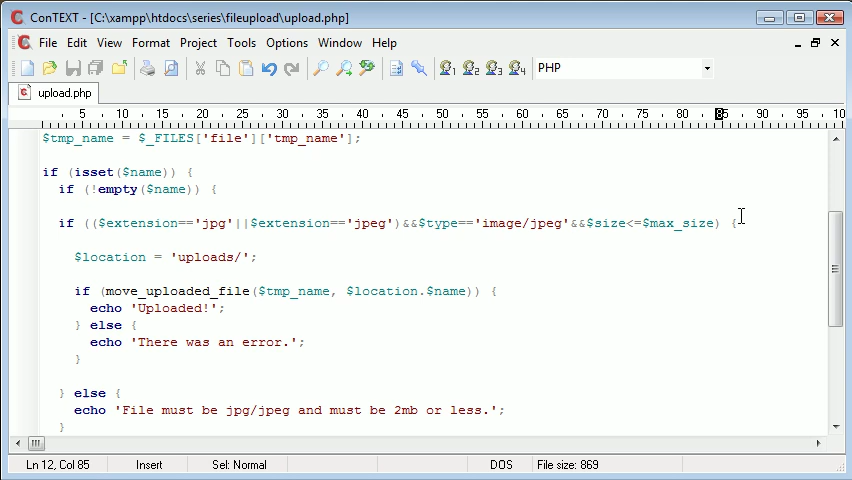 ConTEXT - [C:\xampp\htdocs\series\fileupload\upload.php]
File Edit View Format Project Tools Options Window Help
1 2 3 4 PHP
upload.php
5 10 15 20 25 30 35 40 45 50 55 60 65 70 75 80 85 90 95 10
$tmp_name = $_FILES['file']['tmp_name'];
if (isset($name)) {
if (!empty($name)) {
if (($extension=='jpg'||$extension=='jpeg')&&$type=='image/jpeg'&&$size<=$max_size) {
$location = 'uploads/';
if (move_uploaded_file($tmp_name, $location.$name)) {
echo 'Uploaded!';
} else {
echo 'There was an error.';
}
} else {
echo 'File must be jpg/jpeg and must be 2mb or less.';
}
Ln 12, Col 85 Insert Sel: Normal DOS File size: 869